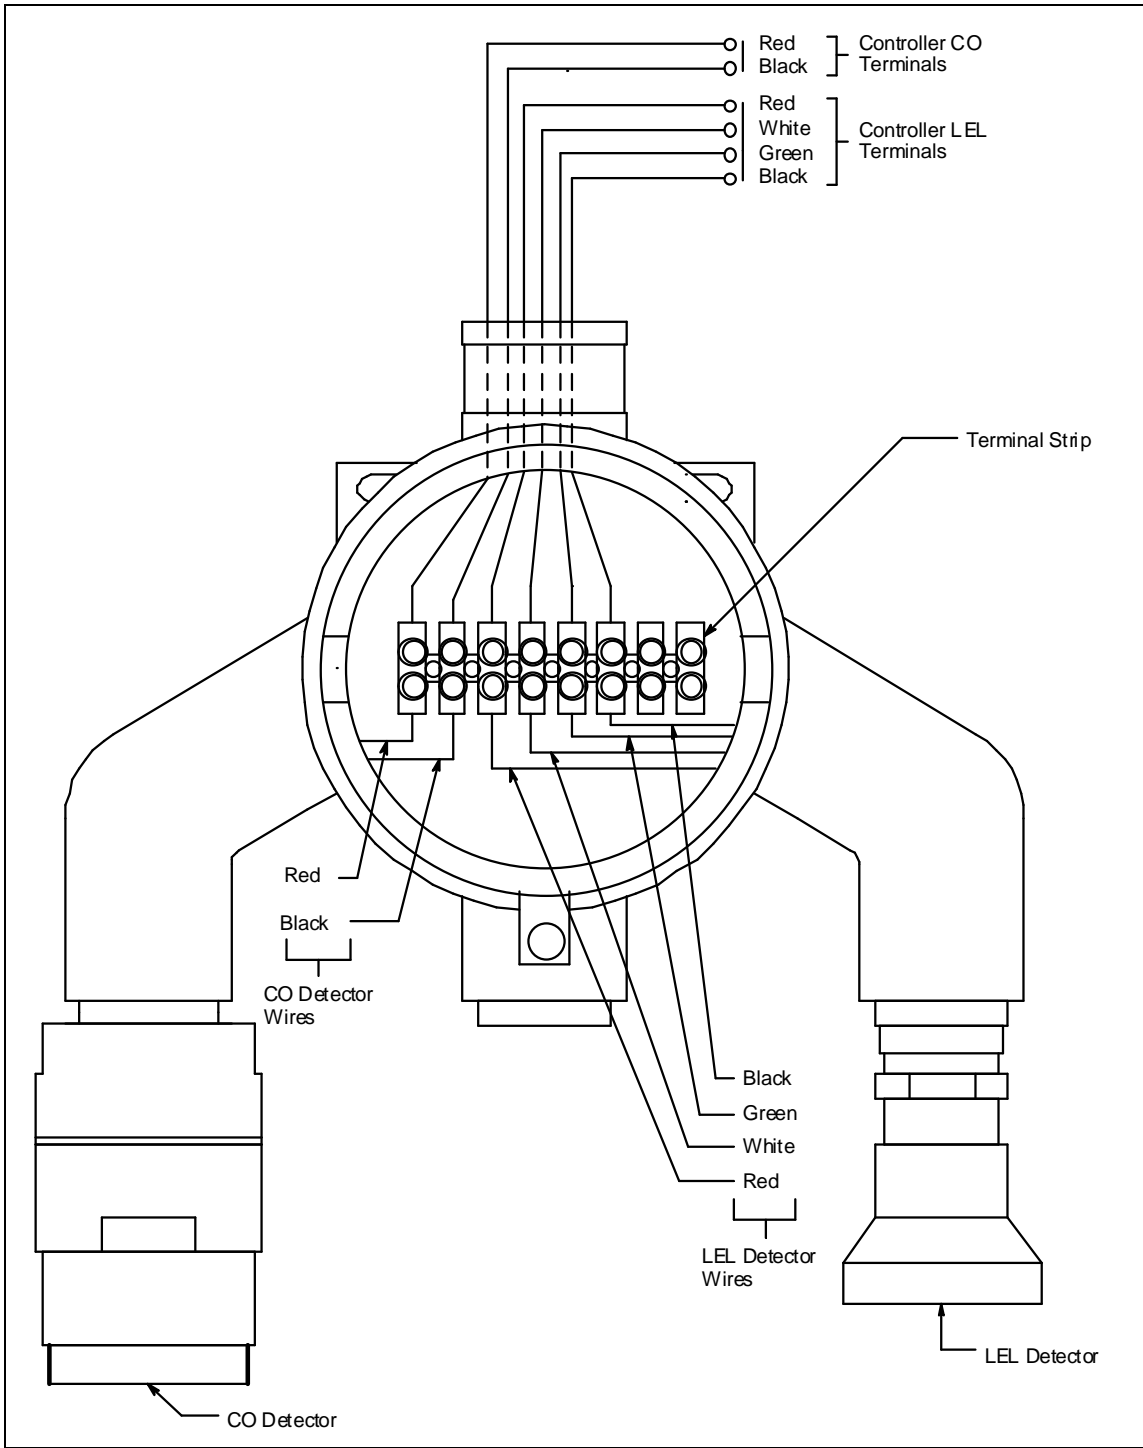 Red
Controller CO
Black
Terminals
Red
White
Controller LEL
Green
Terminals
Black
Terminal Strip
Red
Black
CO Detector
Wires
Black
Green
White
Red
LEL Detector
Wires
LEL Detector
CO Detector